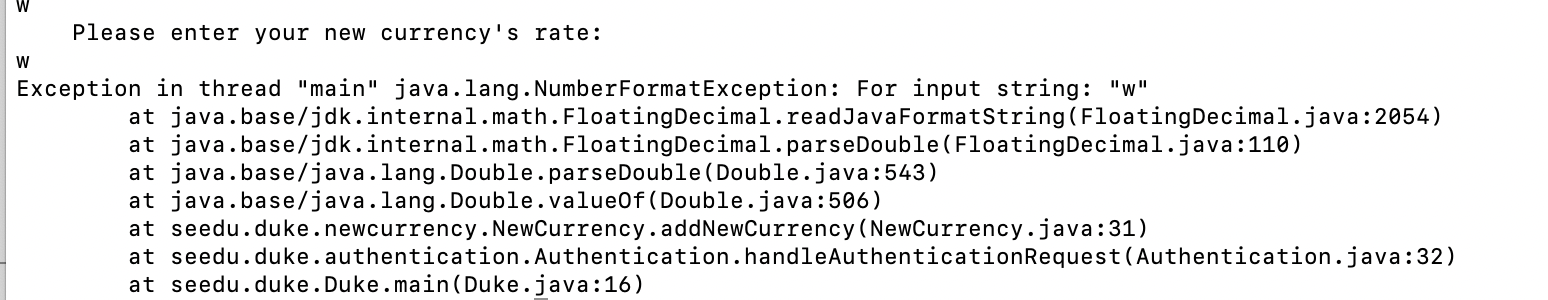 w
    Please enter your new currency's rate:
w
Exception in thread "main" java.lang.NumberFormatException: For input string: "w"
        at java.base/jdk.internal.math.FloatingDecimal.readJavaFormatString(FloatingDecimal.java:2054)
        at java.base/jdk.internal.math.FloatingDecimal.parseDouble(FloatingDecimal.java:110)
        at java.base/java.lang.Double.parseDouble(Double.java:543)
        at java.base/java.lang.Double.valueOf(Double.java:506)
        at seedu.duke.newcurrency.NewCurrency.addNewCurrency(NewCurrency.java:31)
        at seedu.duke.authentication.Authentication.handleAuthenticationRequest(Authentication.java:32)
        at seedu.duke.Duke.main(Duke.java:16)